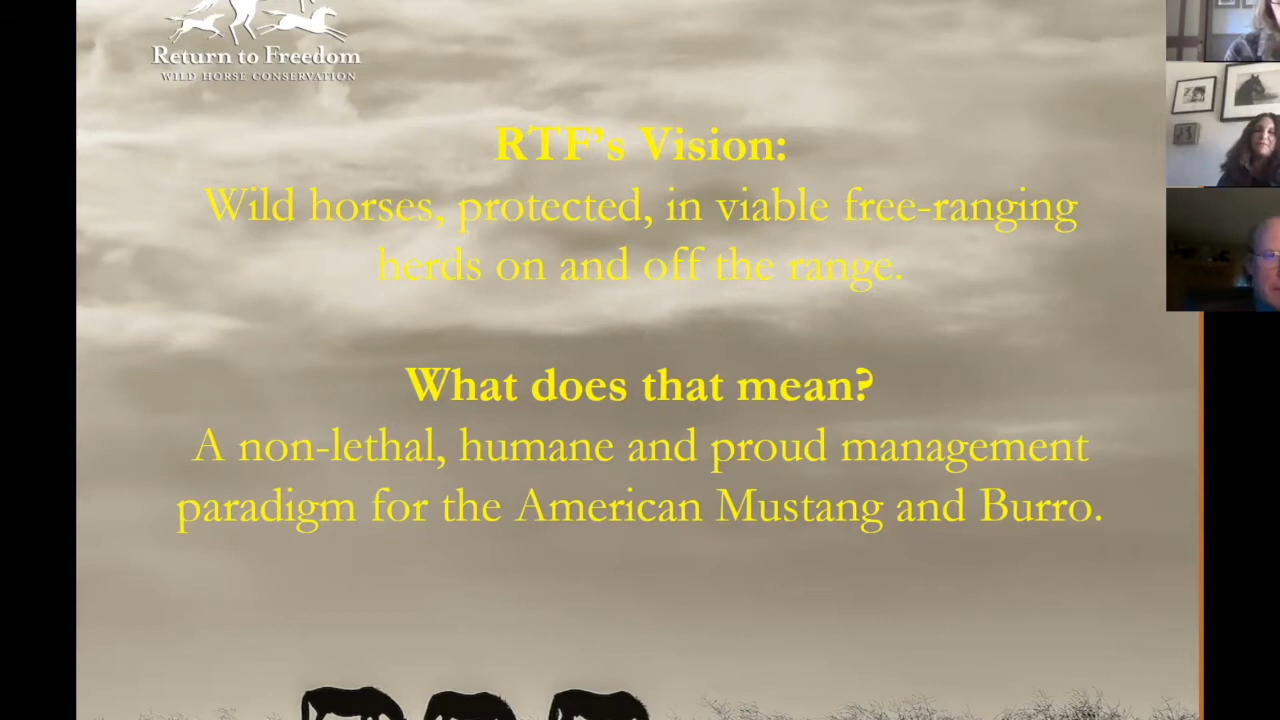 Return to Freedom
WILD HORSE CONSERVATION
RTF's Vision:
Wild horses, protected, in viable free-ranging
herds on and off the range.
What does that mean?
A non-lethal, humane and proud management
paradigm for the American Mustang and Burro.